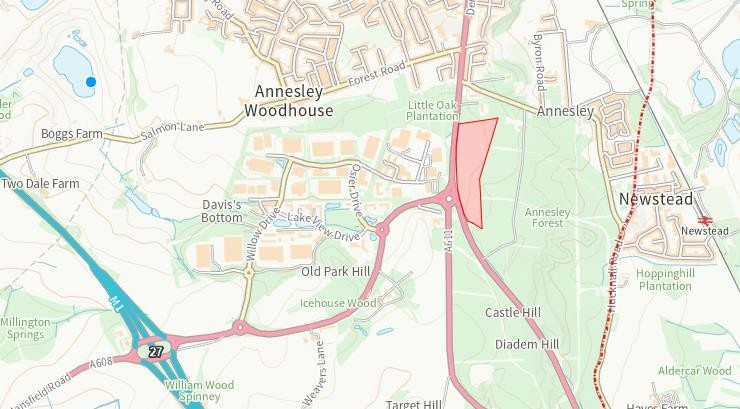 Spring
Forest Road
Byron Road
Annesley
Woodhouse
Little Oak
Plantation
Annesley
Salmon Lane
Boggs Farm
Two Dale Farm
Osier Drive
Davis's
Bottom
Willow Drive
Lake View Drive
Newstead
Annesley
Forest
A611
Newstead
Old Park Hill
Hucknall Road
Hoppinghill
Plantation
Icehouse Wood
M1
Castle Hill
Millington
Springs
Diadem Hill
27
A608
Mansfield Road
Weavers Lane
Aldercar Wood
William Wood
Spinney
Target Hill
Hayes Farm